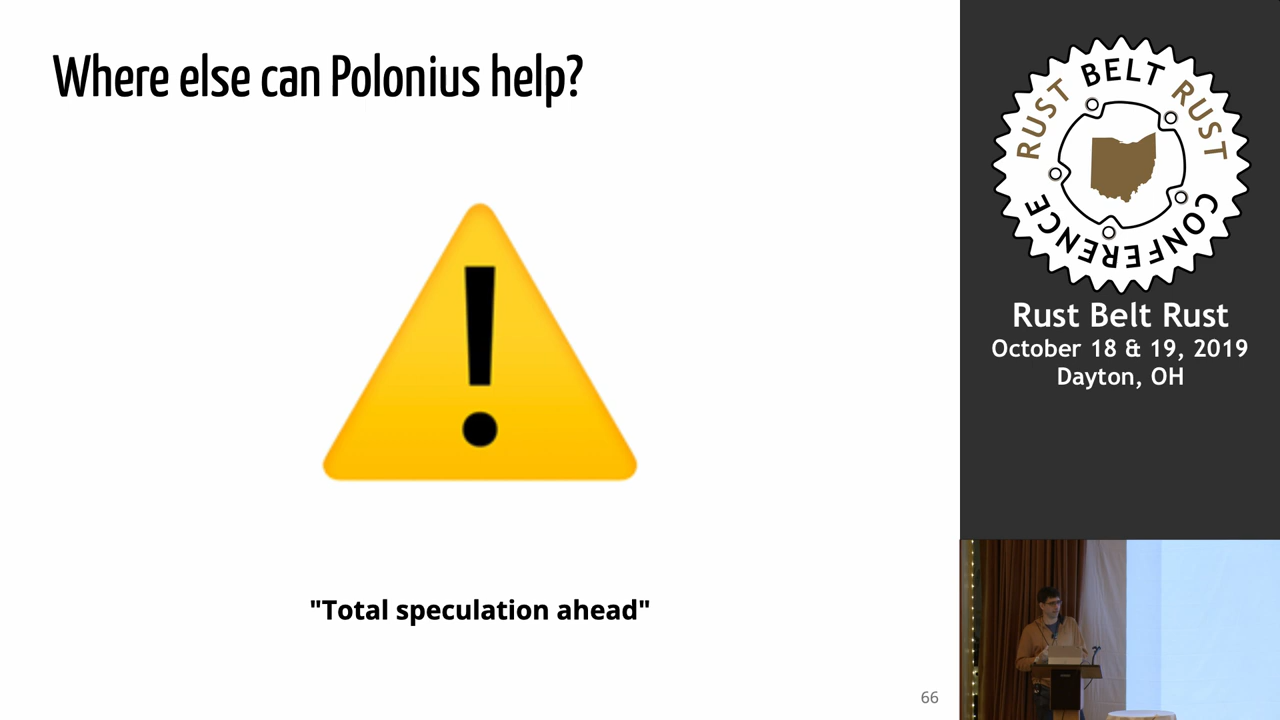 Where else can Polonius help?
"Total speculation ahead"
66
RUST BELT RUST
CONFERENCE
Rust Belt Rust
October 18 & 19, 2019
Dayton, OH